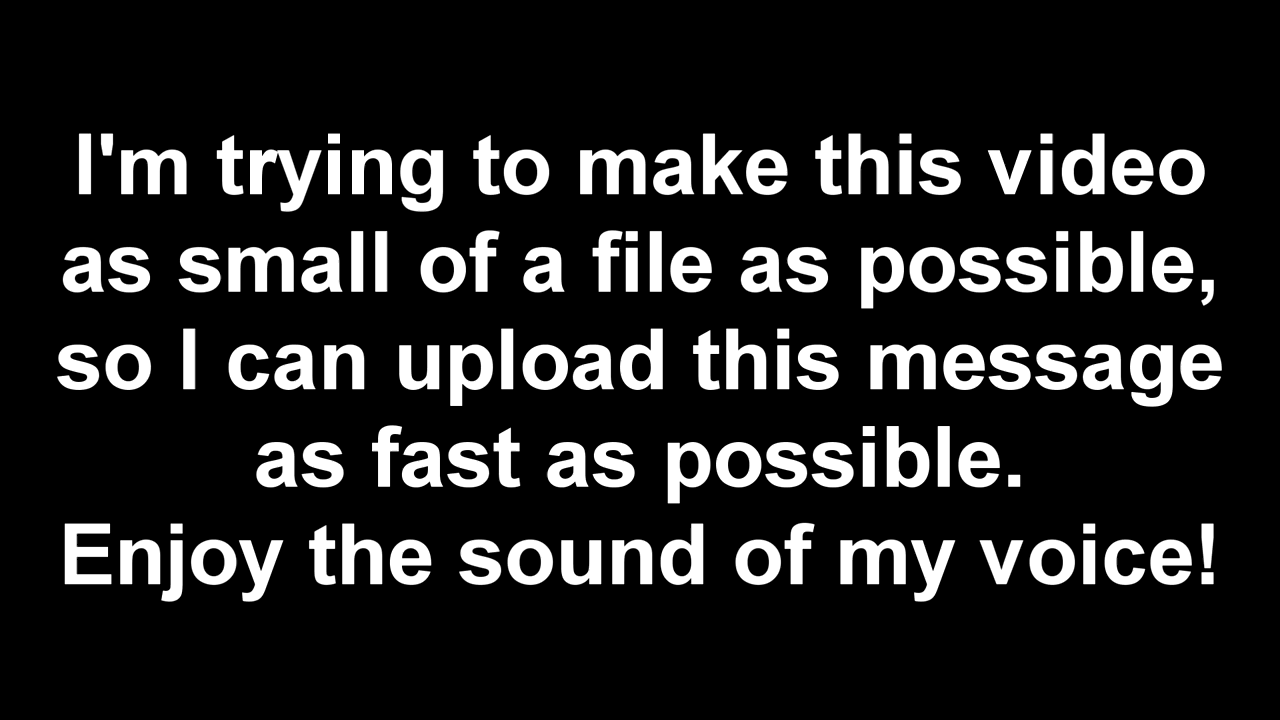 I'm trying to make this video
as small of a file as possible,
so I can upload this message
as fast as possible.
Enjoy the sound of my voice!